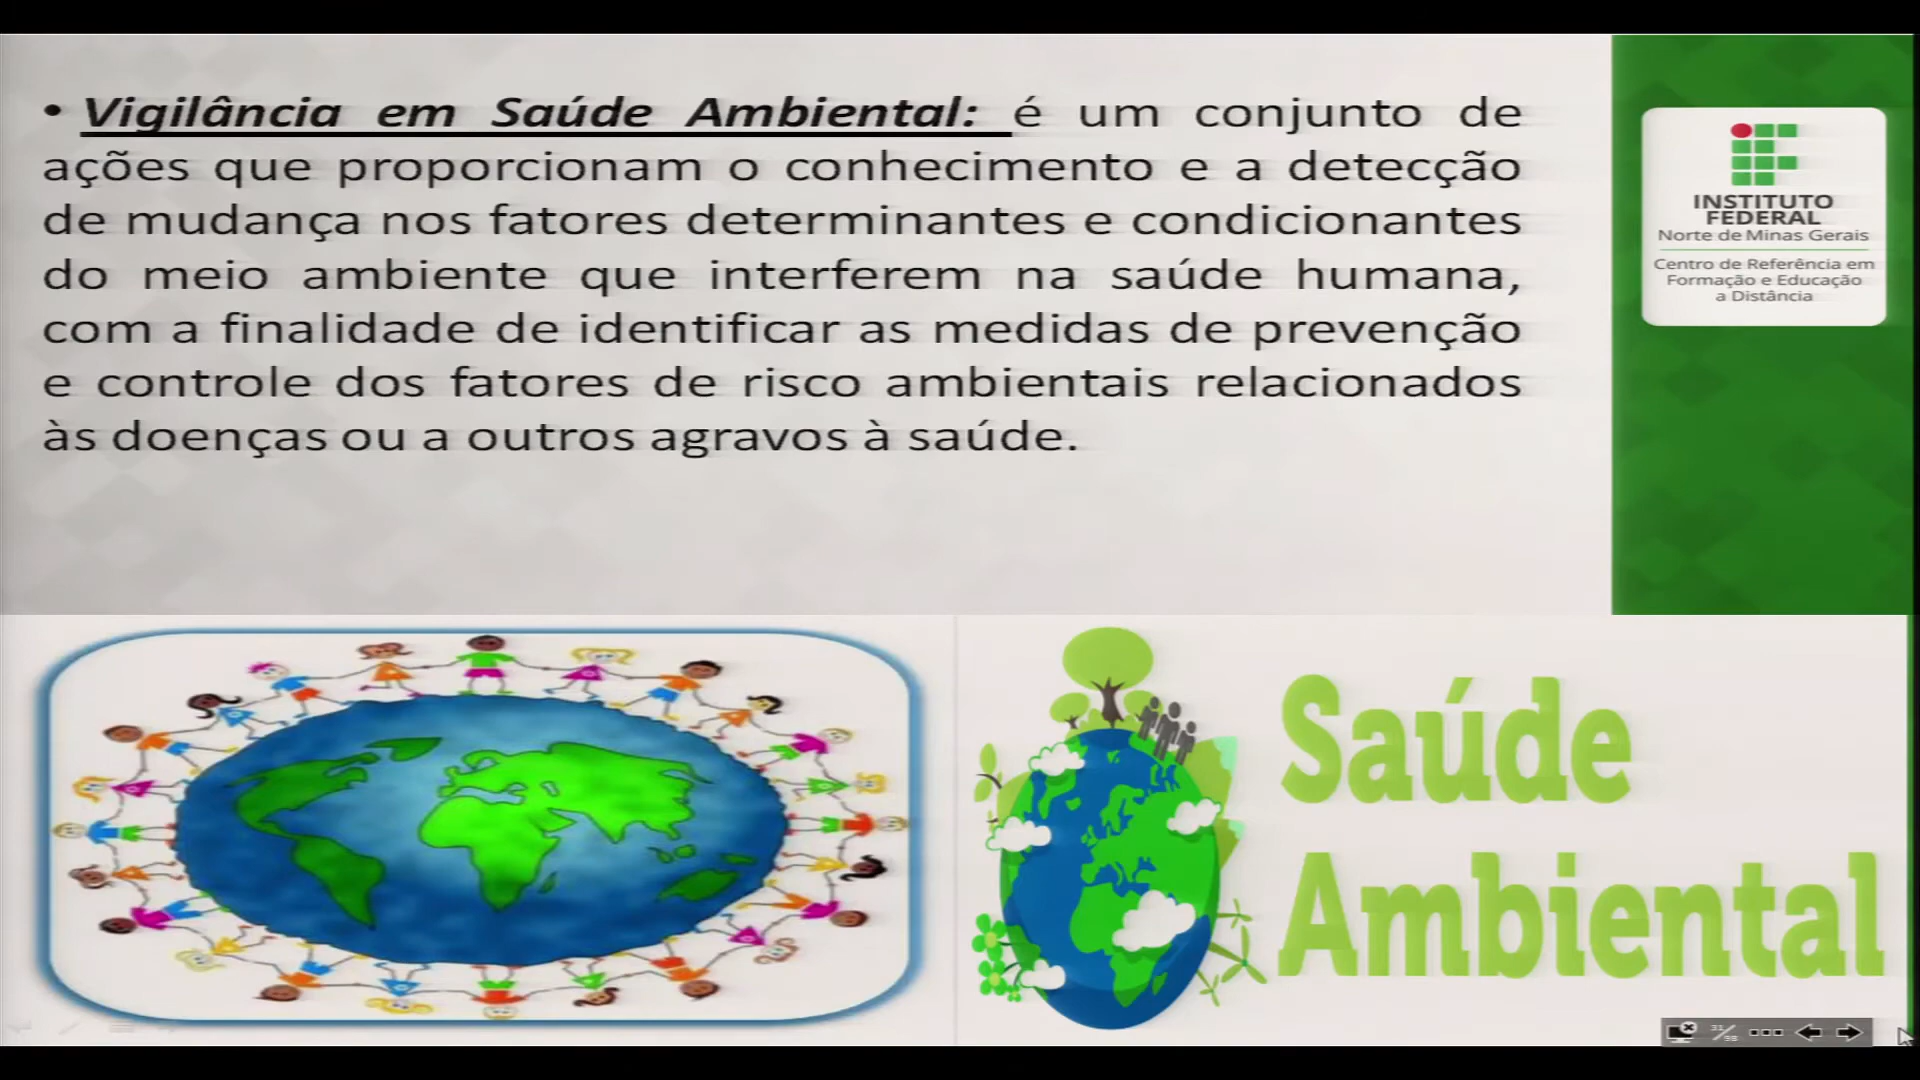 • Vigilância em Saúde Ambiental: é um conjunto de
ações que proporcionam o conhecimento e a detecção
de mudança nos fatores determinantes e condicionantes
do meio ambiente que interferem na saúde humana,
com a finalidade de identificar as medidas de prevenção
e controle dos fatores de risco ambientais relacionados
às doenças ou a outros agravos à saúde.
INSTITUTO
FEDERAL
Norte de Minas Gerais
Centro de Referência em
Formação e Educação
a Distância
Saúde
Ambiental
31/98